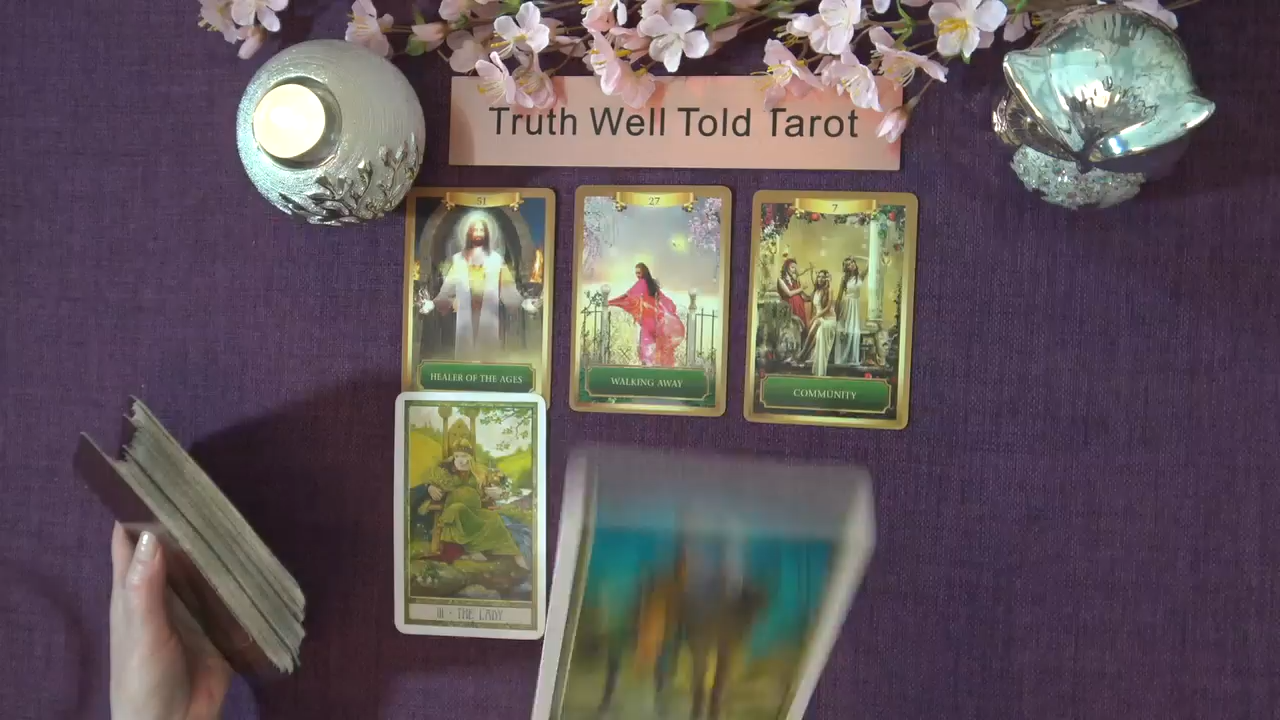 Truth Well Told Tarot
51
27
7
HEALER OF THE AGES
WALKING AWAY
COMMUNITY
III • THE LADY